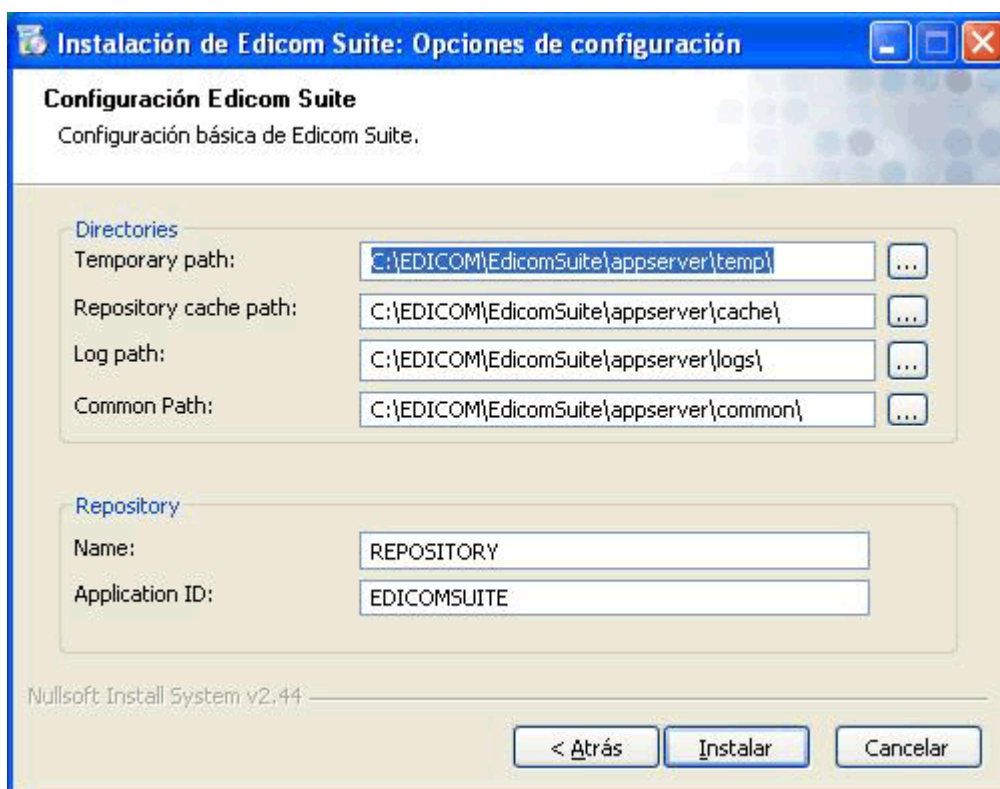 Instalación de Edicom Suite: Opciones de configuración
Configuración Edicom Suite
Configuración básica de Edicom Suite.
Directories
Temporary path: C:\EDICOM\EdicomSuite\appserver\temp\ ...
Repository cache path: C:\EDICOM\EdicomSuite\appserver\cache\ ...
Log path: C:\EDICOM\EdicomSuite\appserver\logs\ ...
Common Path: C:\EDICOM\EdicomSuite\appserver\common\ ...
Repository
Name: REPOSITORY
Application ID: EDICOMSUITE
Nullsoft Install System v2.44
< Atrás Instalar Cancelar